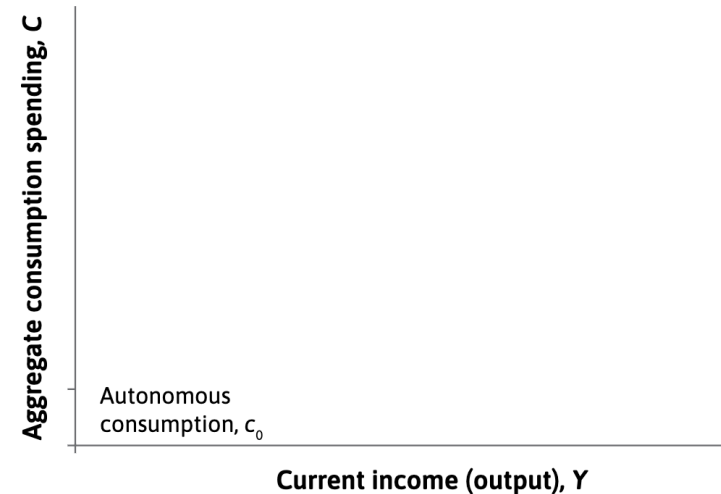 Aggregate consumption spending, C
Autonomous
consumption, c₀
Current income (output), Y